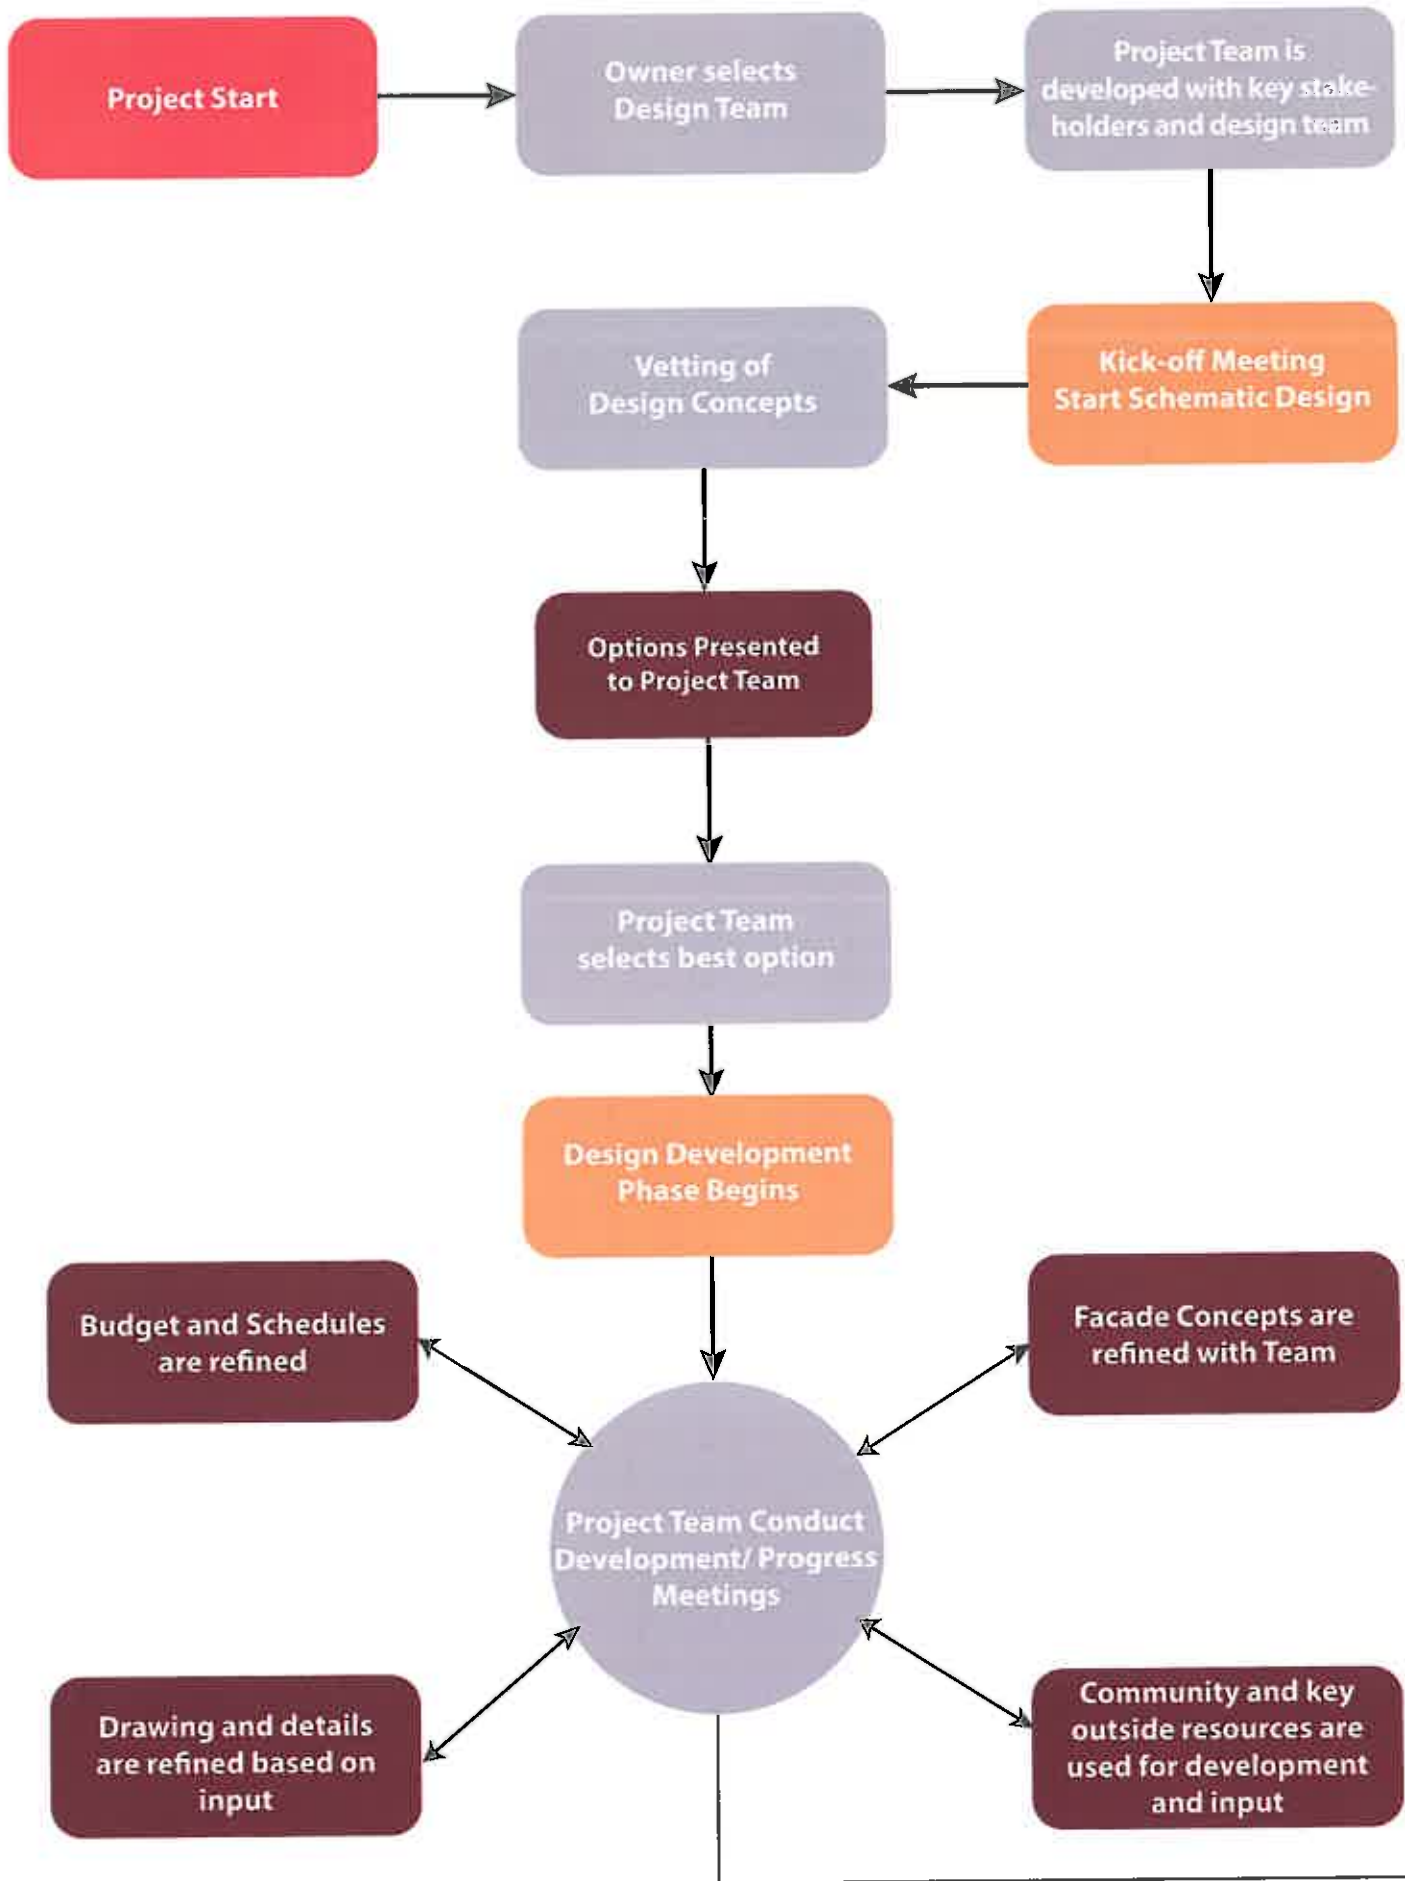 Project Start
Owner selects
Design Team
Project Team is
developed with key stake-
holders and design team
Kick-off Meeting
Start Schematic Design
Vetting of
Design Concepts
Options Presented
to Project Team
Project Team
selects best option
Design Development
Phase Begins
Budget and Schedules
are refined
Facade Concepts are
refined with Team
Project Team Conduct
Development/ Progress
Meetings
Drawing and details
are refined based on
input
Community and key
outside resources are
used for development
and input